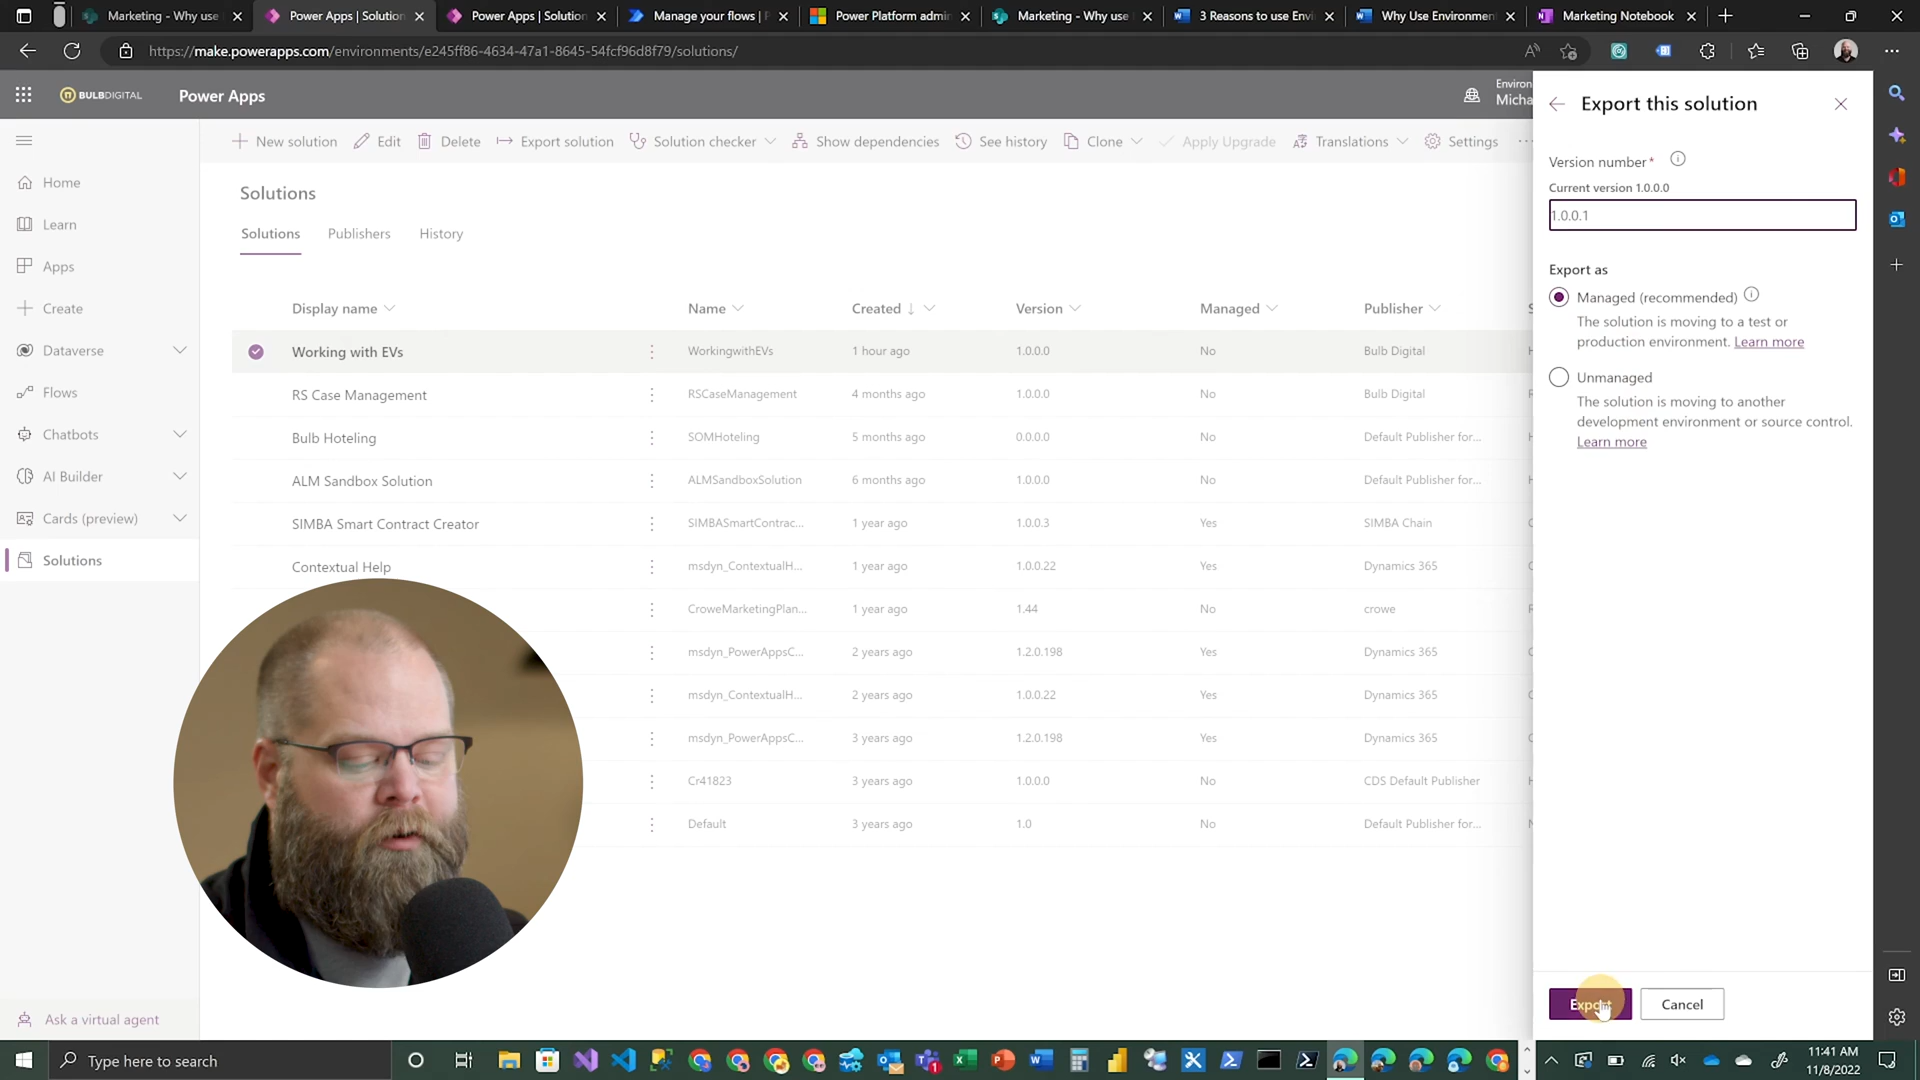 Marketing - Why use
Power Apps | Solution
Power Apps | Solution
Manage your flows | P
Power Platform admin
Marketing - Why use
3 Reasons to use Envi
Why Use Environmen
Marketing Notebook
https://make.powerapps.com/environments/e245ff86-4634-47a1-8645-54fcf96d8f79/solutions/
BULBDIGITAL
Power Apps
Environ
Micha
New solution
Edit
Delete
Export solution
Solution checker
Show dependencies
See history
Clone
Apply Upgrade
Translations
Settings
Home
Learn
Apps
Create
Dataverse
Flows
Chatbots
AI Builder
Cards (preview)
Solutions
Ask a virtual agent
Solutions
Solutions Publishers History
Display name Name Created Version Managed Publisher S
Working with EVs WorkingwithEVs 1 hour ago 1.0.0.0 No Bulb Digital
RS Case Management RSCaseManagement 4 months ago 1.0.0.0 No Bulb Digital
Bulb Hoteling SOMHoteling 5 months ago 0.0.0.0 No Default Publisher for...
ALM Sandbox Solution ALMSandboxSolution 6 months ago 1.0.0.0 No Default Publisher for...
SIMBA Smart Contract Creator SIMBASmartContrac... 1 year ago 1.0.0.3 Yes SIMBA Chain
Contextual Help msdyn_ContextualH... 1 year ago 1.0.0.22 Yes Dynamics 365
CroweMarketingPlan... 1 year ago 1.44 No crowe
msdyn_PowerAppsC... 2 years ago 1.2.0.198 Yes Dynamics 365
msdyn_ContextualH... 2 years ago 1.0.0.22 Yes Dynamics 365
msdyn_PowerAppsC... 3 years ago 1.2.0.198 Yes Dynamics 365
Cr41823 3 years ago 1.0.0.0 No CDS Default Publisher
Default 3 years ago 1.0 No Default Publisher for...
Export this solution
Version number*
Current version 1.0.0.0
1.0.0.1
Export as
Managed (recommended)
The solution is moving to a test or
production environment. Learn more
Unmanaged
The solution is moving to another
development environment or source control.
Learn more
Export
Cancel
Type here to search
11:41 AM
11/8/2022